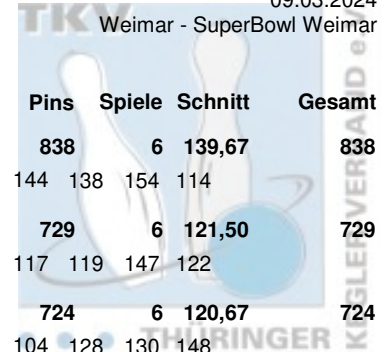 09.03.2024
TKV
Weimar - SuperBowl Weimar
Pins Spiele Schnitt Gesamt
838 6 139,67 838
144 138 154 114
729 6 121,50 729
117 119 147 122
724 6 120,67 724
104 128 130 148
THÜRINGER
KEGLERVERBAND e.V.